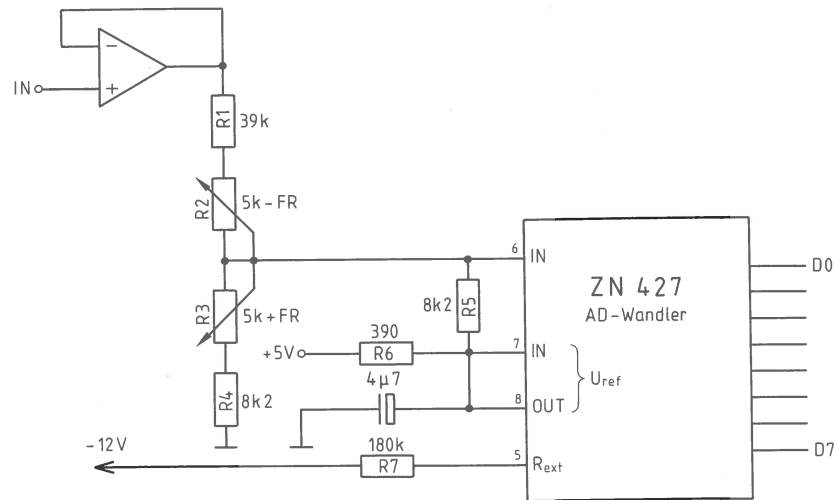 −
IN
+
R1
39k
R2
5k−FR
R3
5k+FR
R4
8k2
6
IN
ZN 427
AD-Wandler
D0
8k2
R5
390
+5V
R6
7
IN
Uref
4µ7
8
OUT
-12V
180k
R7
5
Rext
D7